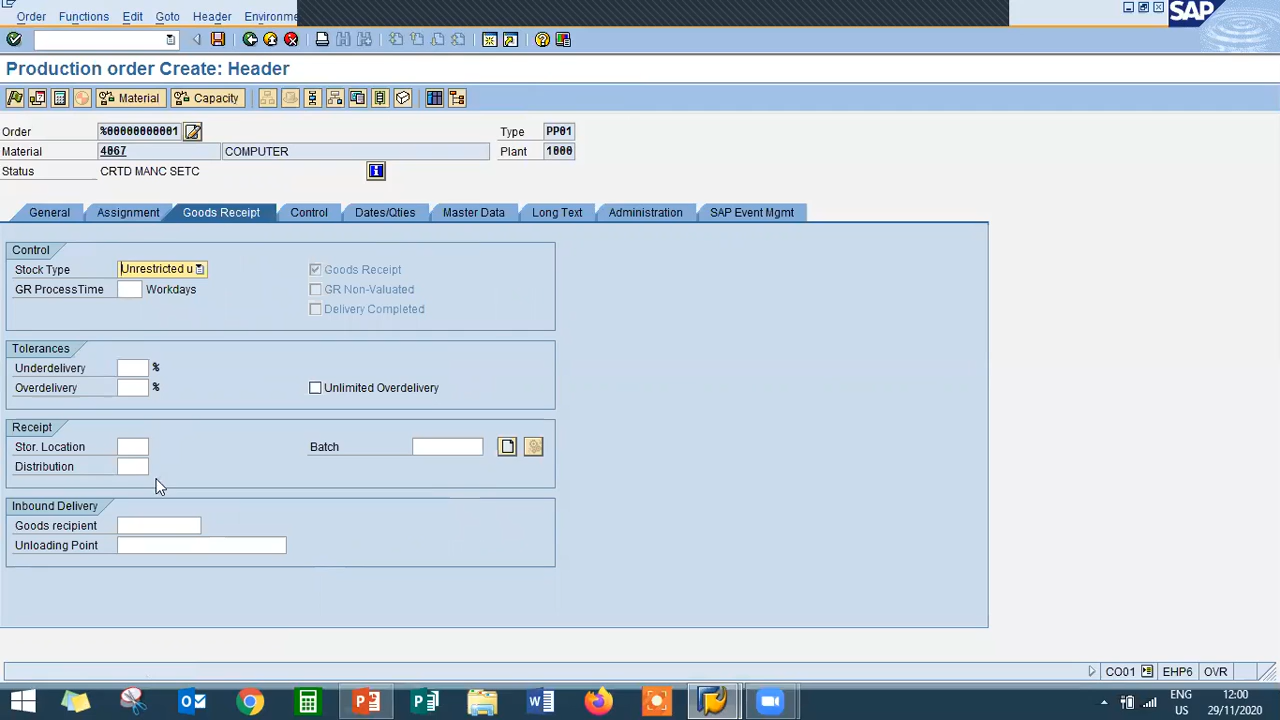 Order Functions Edit Goto Header Environme
SAP
Production order Create: Header
Material Capacity
Order %00000000001 Type PP01
Material 4067 COMPUTER Plant 1000
Status CRTD MANC SETC
General Assignment Goods Receipt Control Dates/Qties Master Data Long Text Administration SAP Event Mgmt
Control
Stock Type Unrestricted u Goods Receipt
GR ProcessTime Workdays GR Non-Valuated
Delivery Completed
Tolerances
Underdelivery %
Overdelivery % Unlimited Overdelivery
Receipt
Stor. Location Batch
Distribution
Inbound Delivery
Goods recipient
Unloading Point
CO01 EHP6 OVR
ENG 12:00
US 29/11/2020